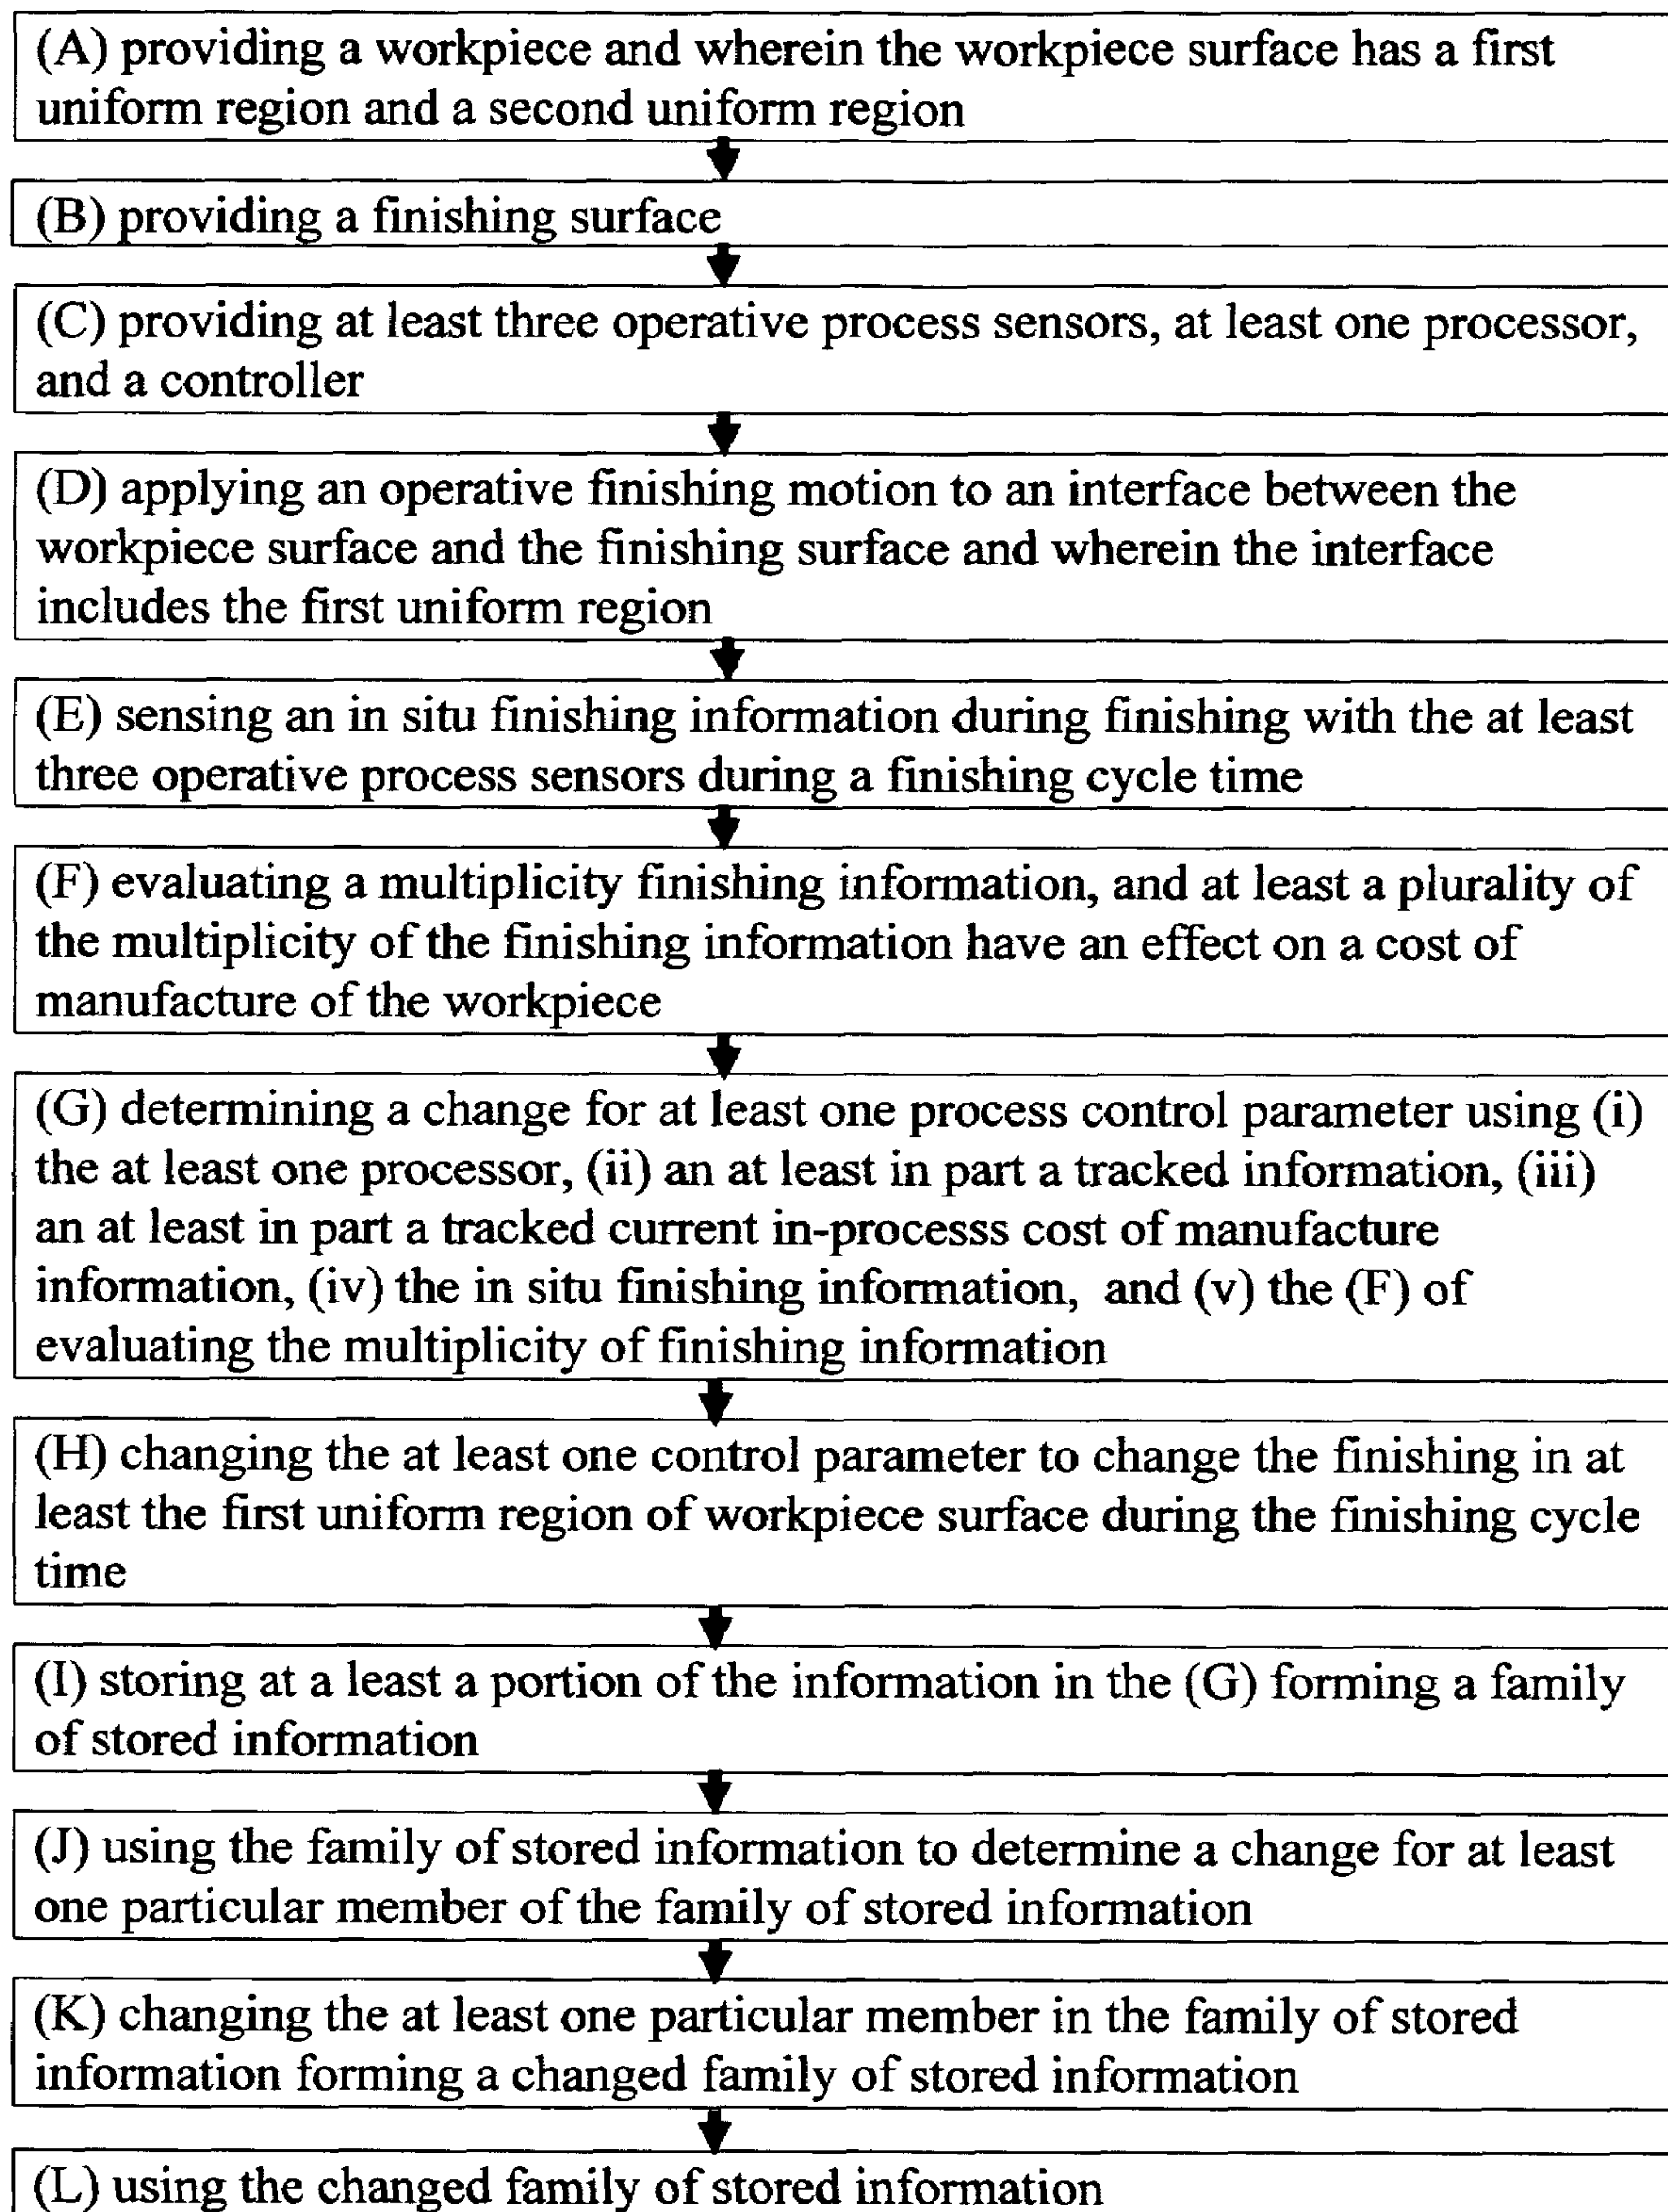 (A) providing a workpiece and wherein the workpiece surface has a first
uniform region and a second uniform region
(B) providing a finishing surface
(C) providing at least three operative process sensors, at least one processor,
and a controller
(D) applying an operative finishing motion to an interface between the
workpiece surface and the finishing surface and wherein the interface
includes the first uniform region
(E) sensing an in situ finishing information during finishing with the at least
three operative process sensors during a finishing cycle time
(F) evaluating a multiplicity finishing information, and at least a plurality of
the multiplicity of the finishing information have an effect on a cost of
manufacture of the workpiece
(G) determining a change for at least one process control parameter using (i)
the at least one processor, (ii) an at least in part a tracked information, (iii)
an at least in part a tracked current in-processs cost of manufacture
information, (iv) the in situ finishing information, and (v) the (F) of
evaluating the multiplicity of finishing information
(H) changing the at least one control parameter to change the finishing in at
least the first uniform region of workpiece surface during the finishing cycle
time
(I) storing at a least a portion of the information in the (G) forming a family
of stored information
(J) using the family of stored information to determine a change for at least
one particular member of the family of stored information
(K) changing the at least one particular member in the family of stored
information forming a changed family of stored information
(L) using the changed family of stored information